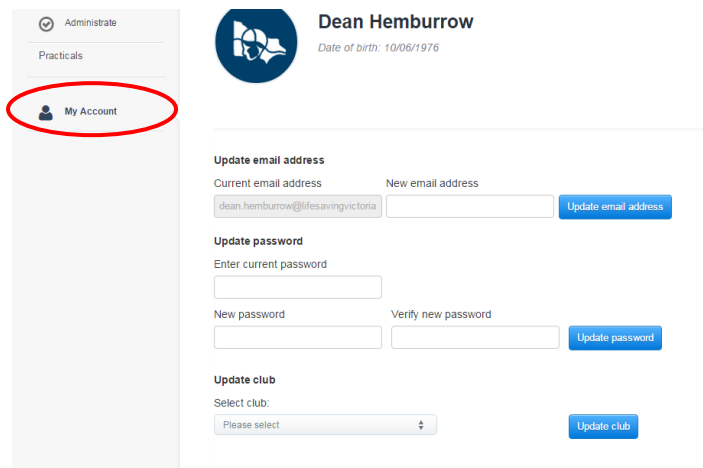 Administrate
Practicals
My Account
Dean Hemburrow
Date of birth: 10/06/1976
Update email address
Current email address New email address
dean.hemburrow@lifesavingvictoria Update email address
Update password
Enter current password
New password Verify new password
Update password
Update club
Select club:
Please select Update club